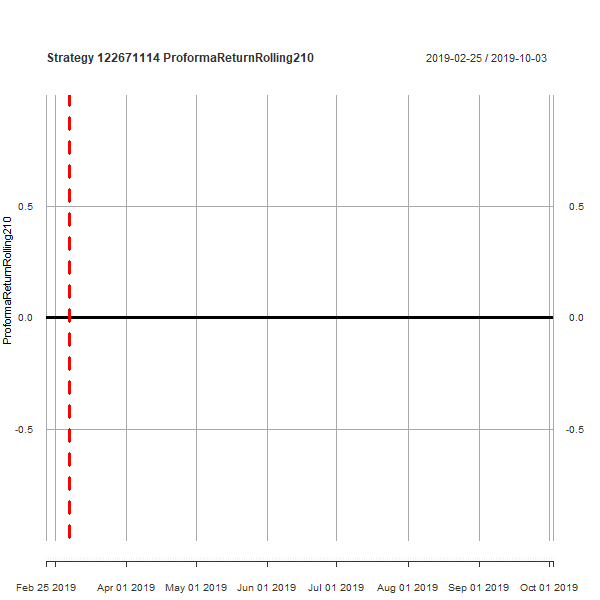 Strategy 122671114 ProformaReturnRolling210
2019-02-25 / 2019-10-03
ProformaReturnRolling210
0.5
0.5
0.0
0.0
-0.5
-0.5
Feb 25 2019
Apr 01 2019
May 01 2019
Jun 01 2019
Jul 01 2019
Aug 01 2019
Sep 01 2019
Oct 01 2019